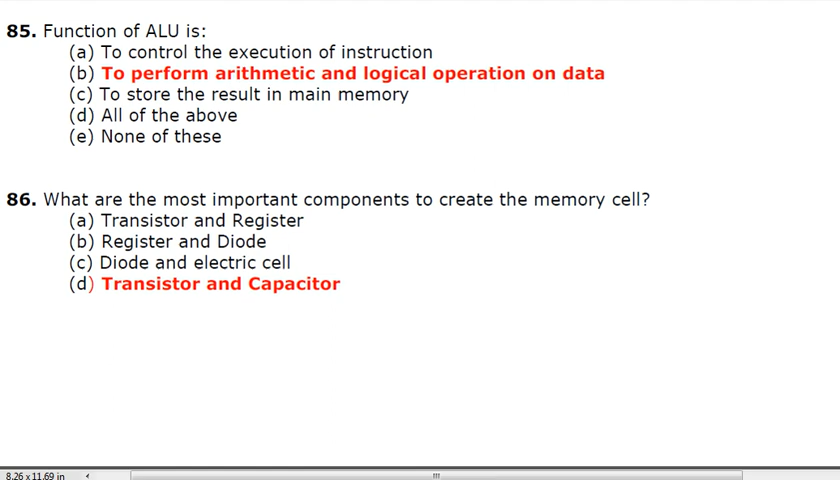 85. Function of ALU is:
(a) To control the execution of instruction
(b) To perform arithmetic and logical operation on data
(c) To store the result in main memory
(d) All of the above
(e) None of these
86. What are the most important components to create the memory cell?
(a) Transistor and Register
(b) Register and Diode
(c) Diode and electric cell
(d) Transistor and Capacitor
8.26 x 11.69 in